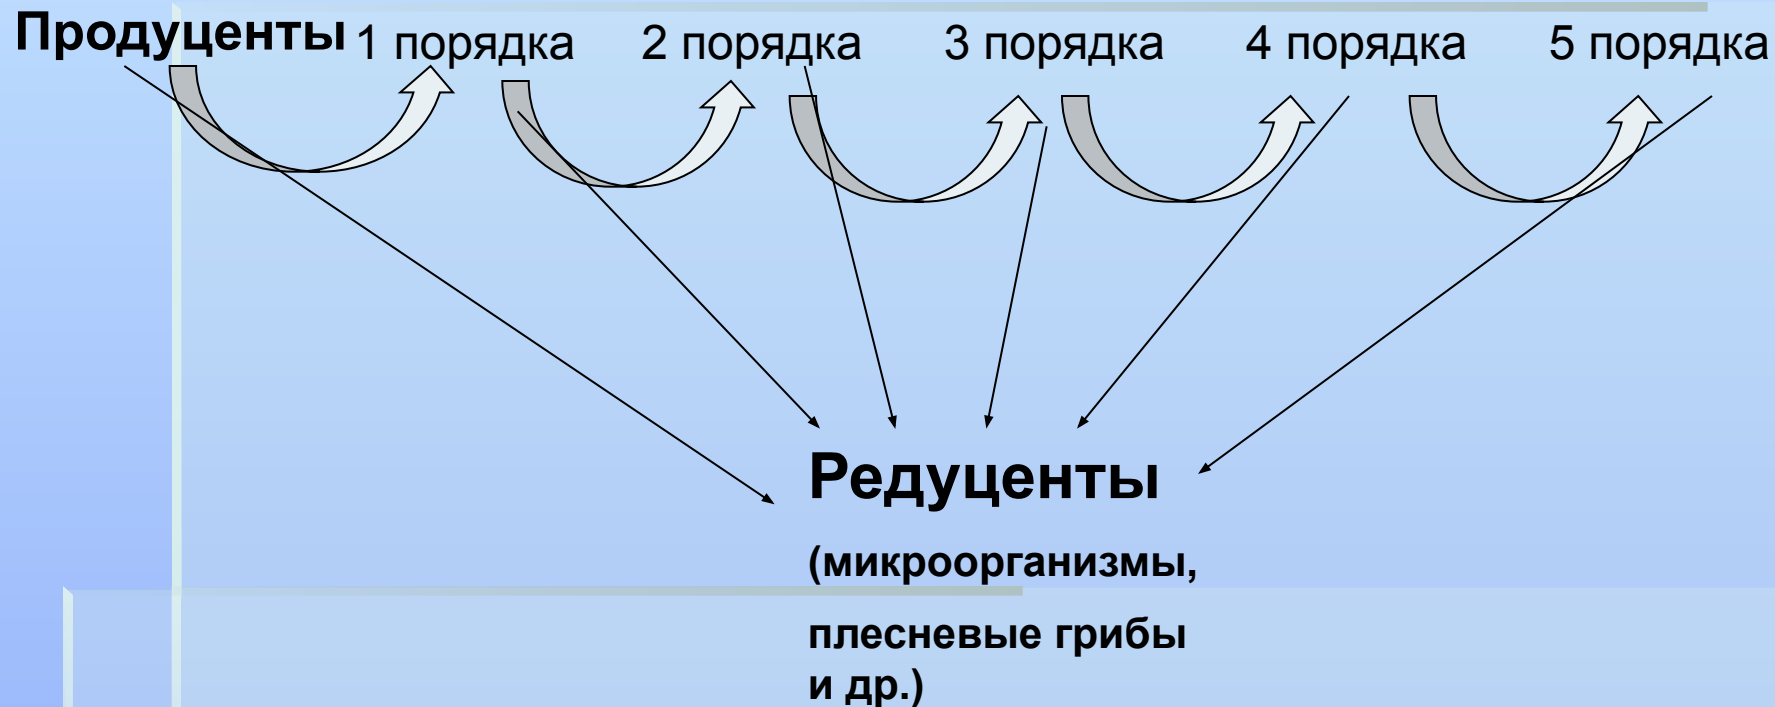 Продуценты 1 порядка 2 порядка 3 порядка 4 порядка 5 порядка
Редуценты
(микроорганизмы,
плесневые грибы
и др.)